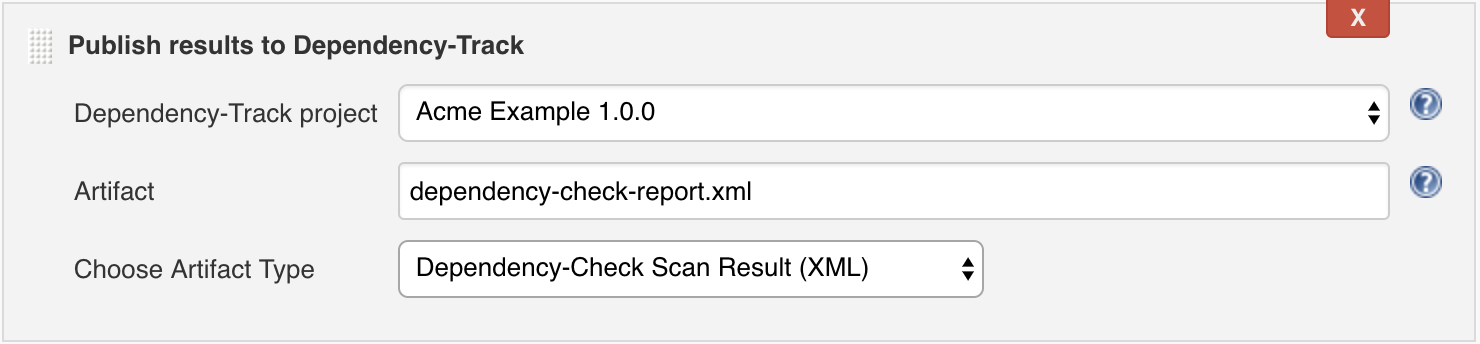 X
Publish results to Dependency-Track
Dependency-Track project Acme Example 1.0.0 ?
Artifact dependency-check-report.xml ?
Choose Artifact Type Dependency-Check Scan Result (XML)